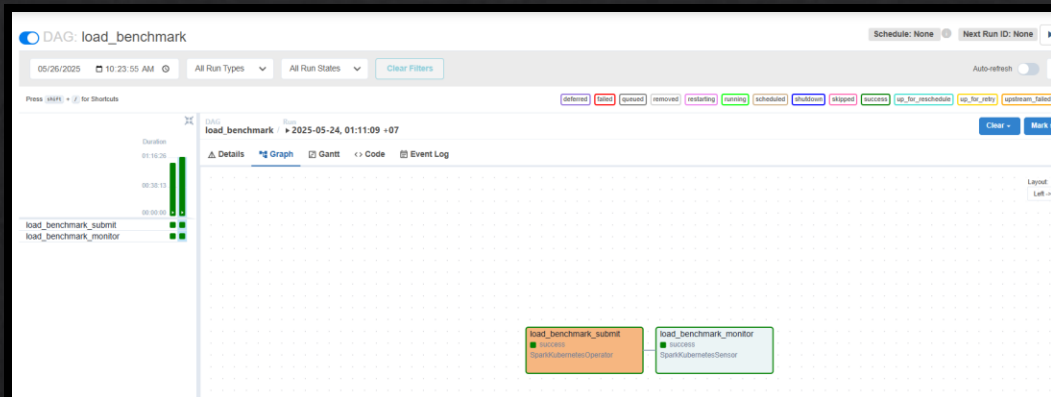 DAG: load_benchmark
Schedule: None
Next Run ID: None
05/26/2025 10:23:55 AM
All Run Types
All Run States
Clear Filters
Auto-refresh
Press shift + / for Shortcuts
deferred failed queued removed restarting running scheduled shutdown skipped success up_for_reschedule up_for_retry upstream_failed
DAG
load_benchmark /
Run
2025-05-24, 01:11:09 +07
Clear
Mark
Duration
01:16:26
00:38:13
00:00:00
load_benchmark_submit
load_benchmark_monitor
Details
Graph
Gantt
Code
Event Log
Layout
Left ->
load_benchmark_submit
success
SparkKubernetesOperator
load_benchmark_monitor
success
SparkKubernetesSensor